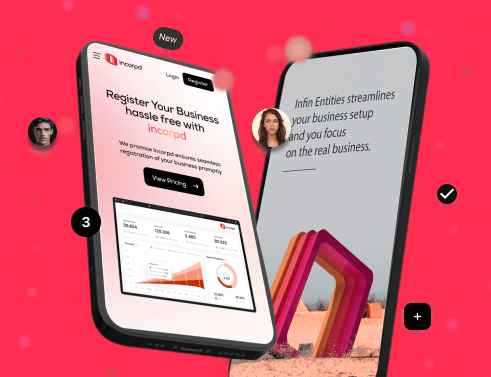 New
incorpd
Login
Register
Register Your Business
hassle free with
incorpd
We promise Incorpd ensures seamless
registration of your business promptly
View Pricing
3
Infin Entities streamlines
your business setup
and you focus
on the real business.